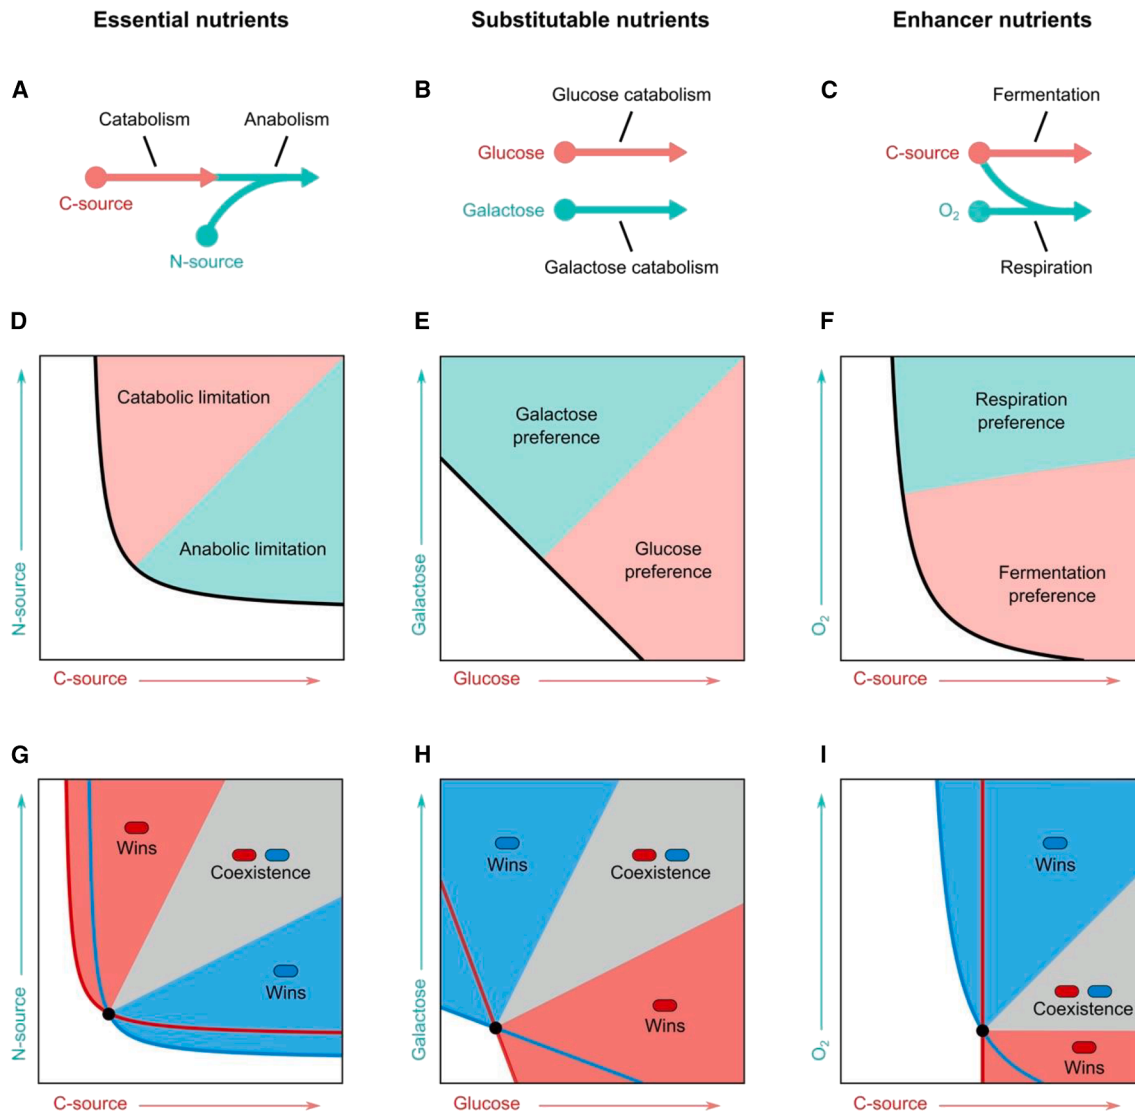 Essential nutrients
Substitutable nutrients
Enhancer nutrients
A
Catabolism
Anabolism
C-source
N-source
B
Glucose catabolism
Glucose
Galactose
Galactose catabolism
C
Fermentation
C-source
O2
Respiration
D
Catabolic limitation
Anabolic limitation
N-source
C-source
E
Galactose
preference
Glucose
preference
Galactose
Glucose
F
Respiration
preference
Fermentation
preference
O2
C-source
G
Wins
Coexistence
Wins
N-source
C-source
H
Wins
Coexistence
Wins
Galactose
Glucose
I
Wins
Coexistence
Wins
O2
C-source